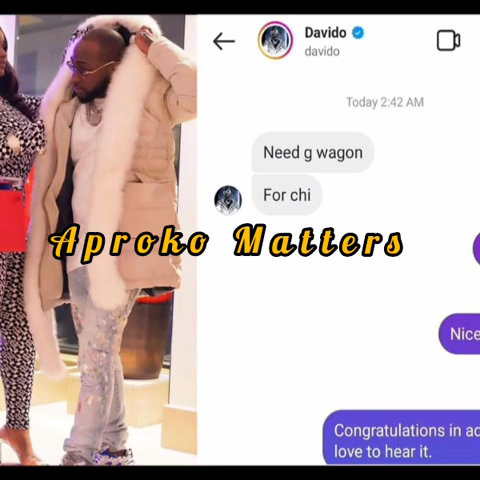 Davido
davido
Today 2:42 AM
Need g wagon
For chi
Aproko Matters
Nice
Congratulations in
love to hear it.